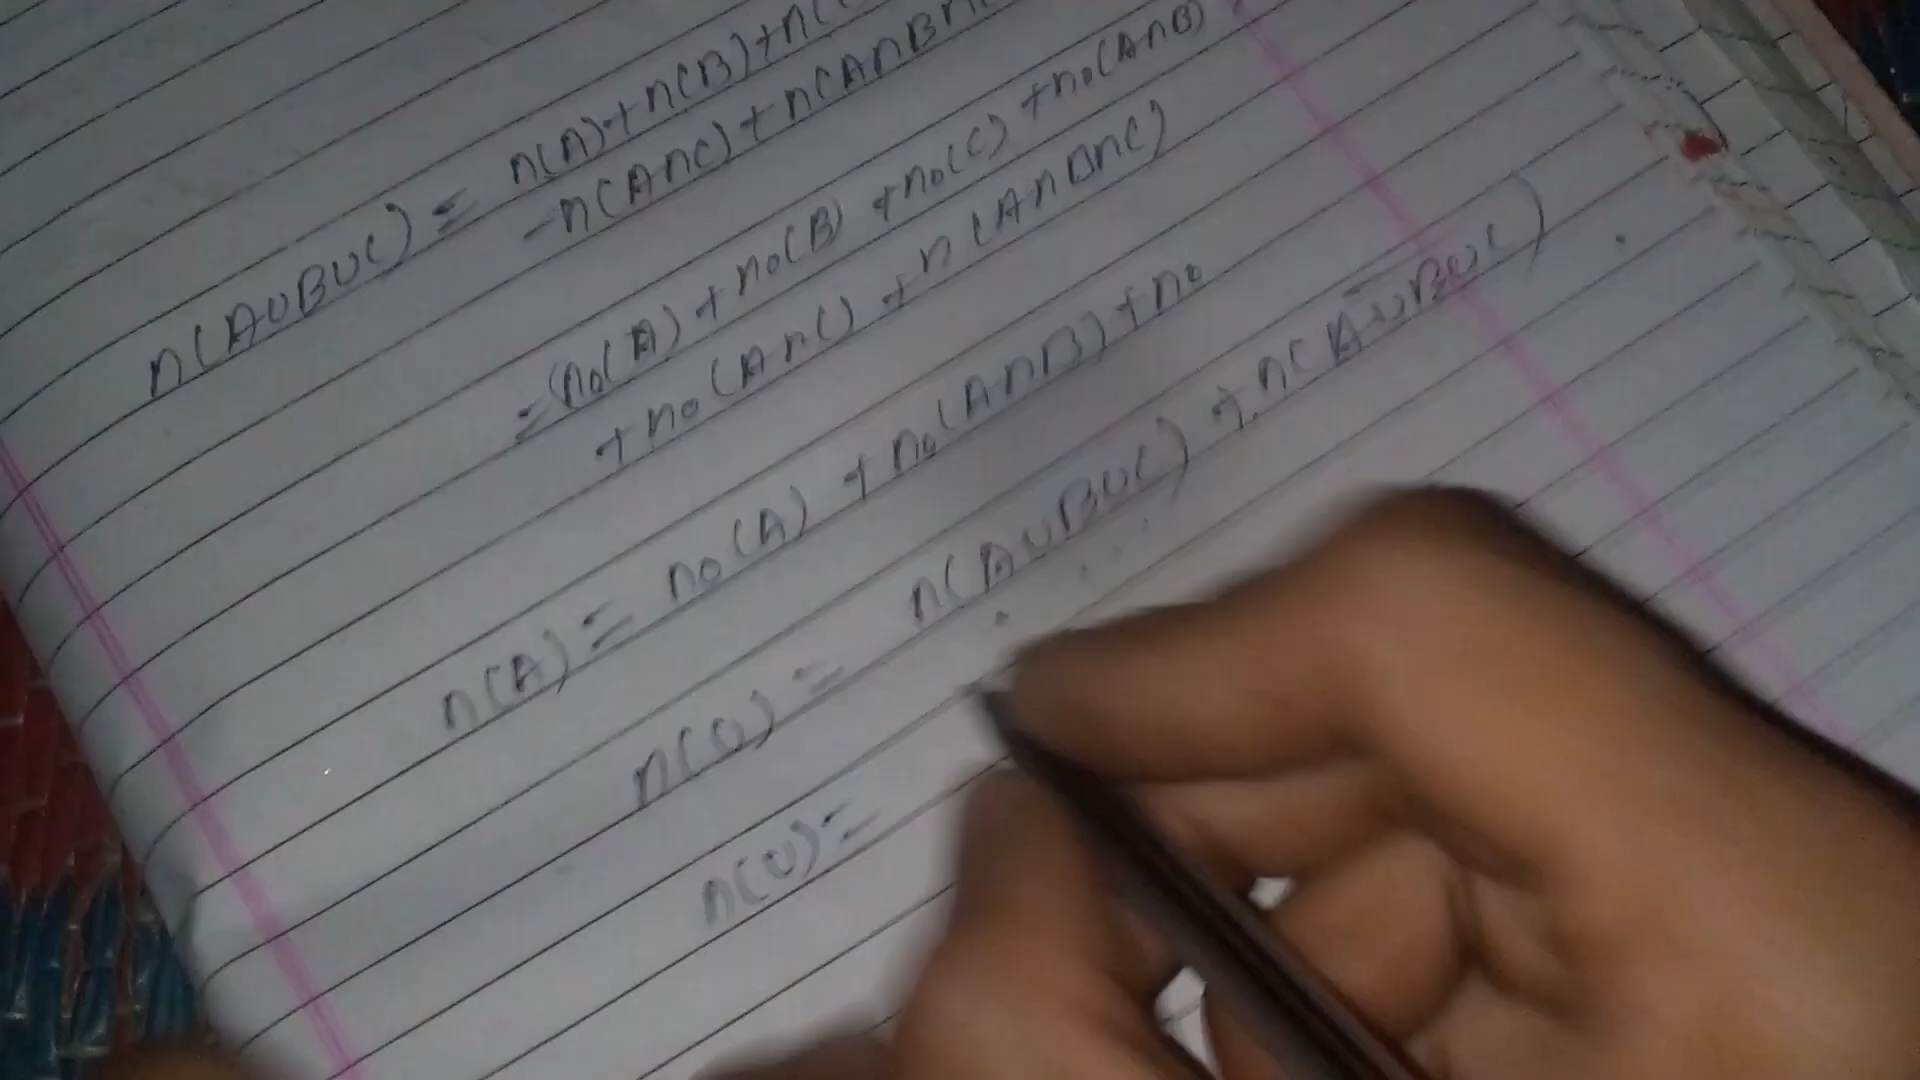 n(A∪B∪C) = n(A)+n(B)+n(
-n(A∩C)+n(A∩B∩
= n₀(A)+n₀(B)+n₀(C)+n₀(A∩B)
+n₀(A∩C)+n(A∩B∩C)
n(A) = n₀(A)+n₀(A∩B)+n₀
n(U) = n(A∪B∪C)+n(A∪B∪C)
n(U)=